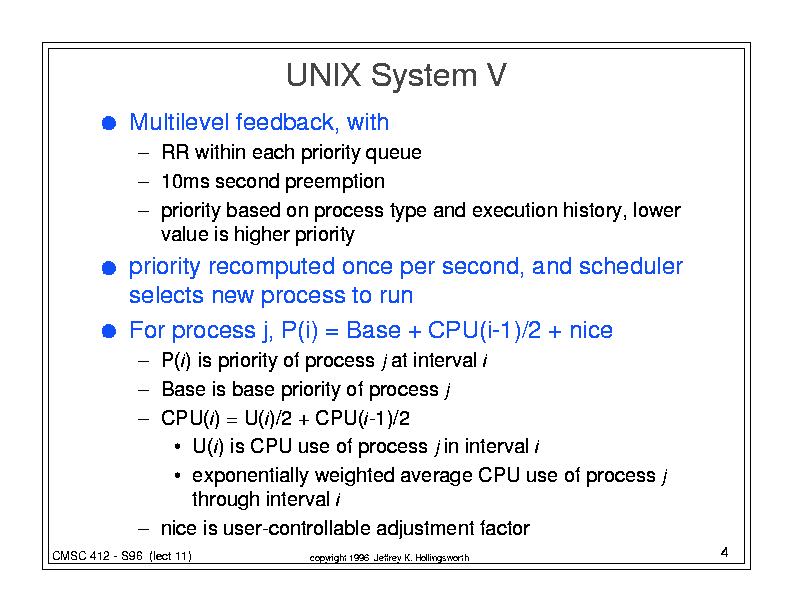 UNIX System V
● Multilevel feedback, with
– RR within each priority queue
– 10ms second preemption
– priority based on process type and execution history, lower
value is higher priority
● priority recomputed once per second, and scheduler
selects new process to run
● For process j, P(i) = Base + CPU(i-1)/2 + nice
– P(i) is priority of process j at interval i
– Base is base priority of process j
– CPU(i) = U(i)/2 + CPU(i-1)/2
• U(i) is CPU use of process j in interval i
• exponentially weighted average CPU use of process j
through interval i
– nice is user-controllable adjustment factor
CMSC 412 - S96 (lect 11)
copyright 1996 Jeffrey K. Hollingsworth
4